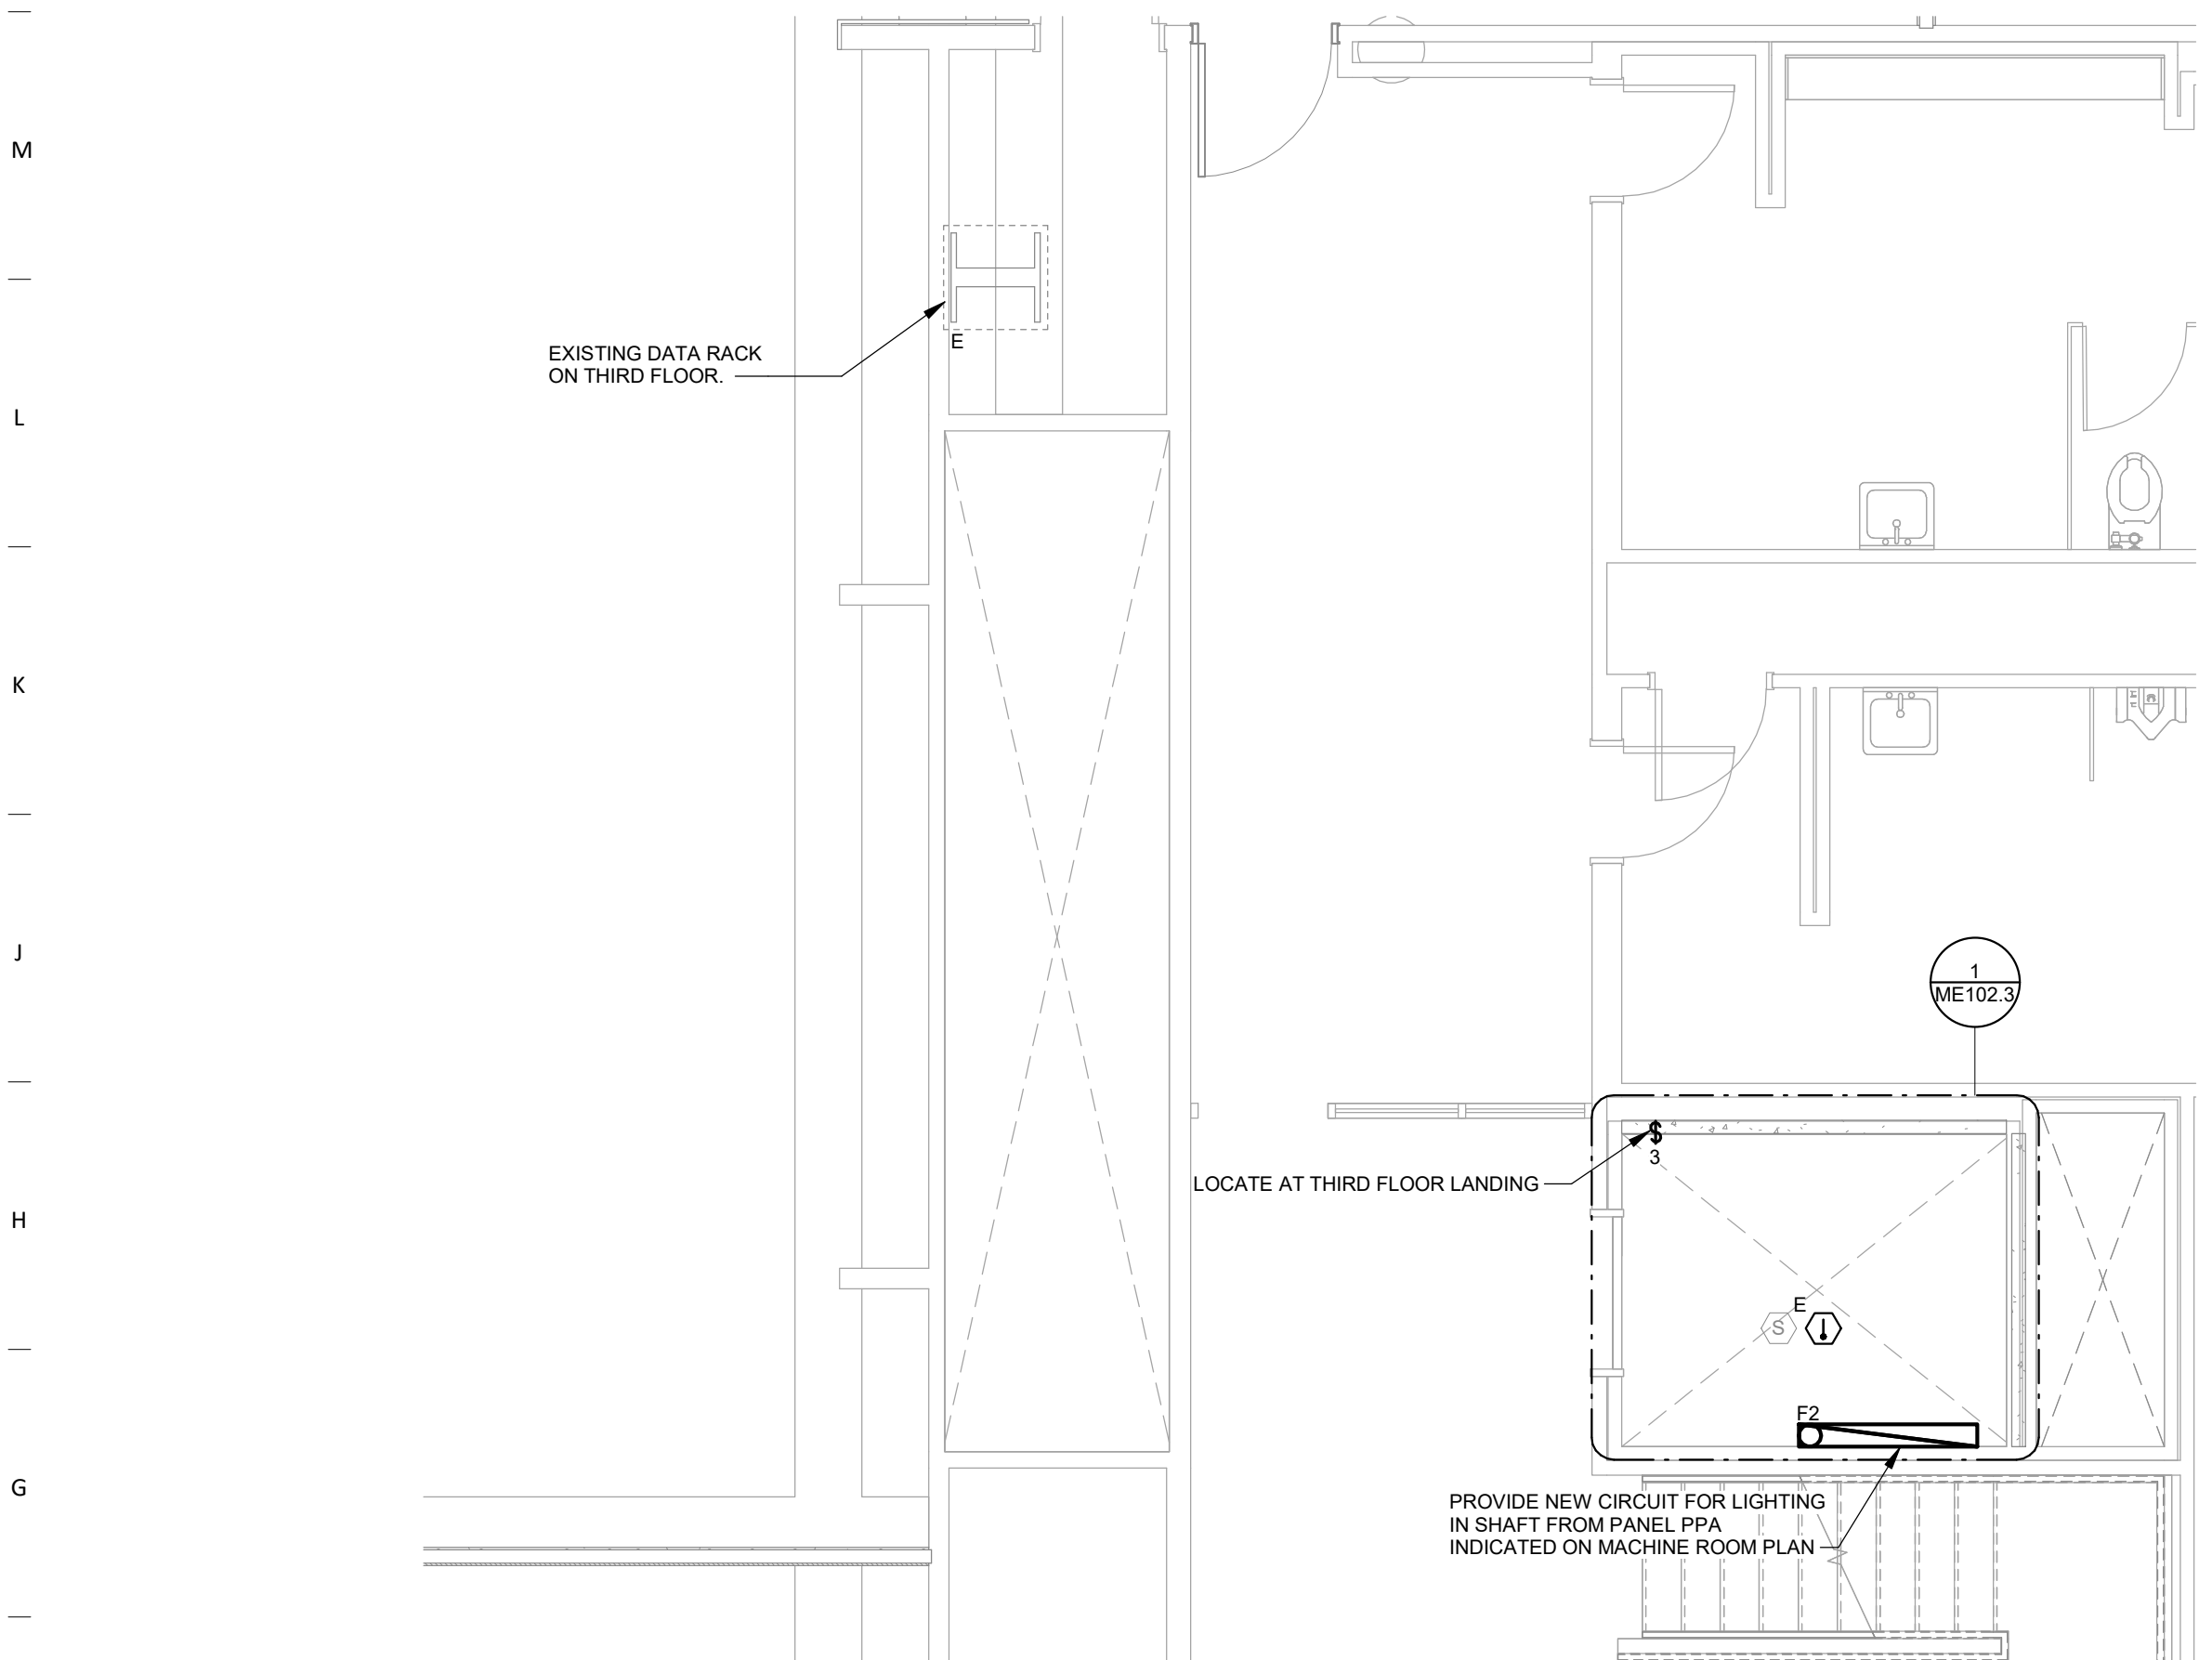 M
EXISTING DATA RACK
ON THIRD FLOOR.
E
L
K
J
1
ME102.3
$
3
LOCATE AT THIRD FLOOR LANDING
H
E
S
F2
G
PROVIDE NEW CIRCUIT FOR LIGHTING
IN SHAFT FROM PANEL PPA
INDICATED ON MACHINE ROOM PLAN